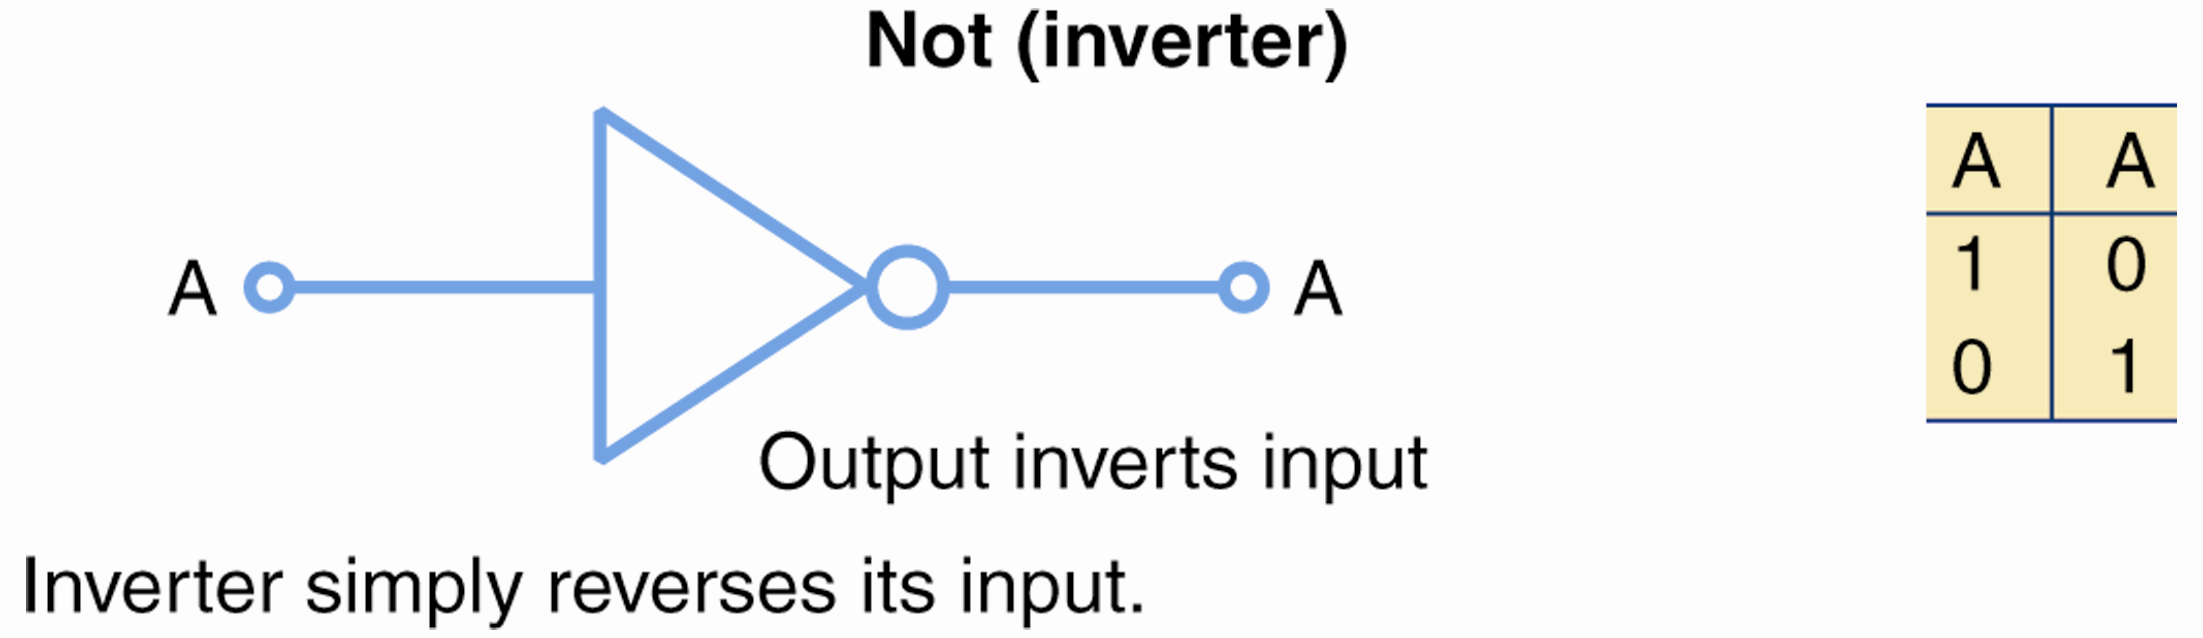 Not (inverter)
A A
A A
1 0
0 1
Output inverts input
Inverter simply reverses its input.